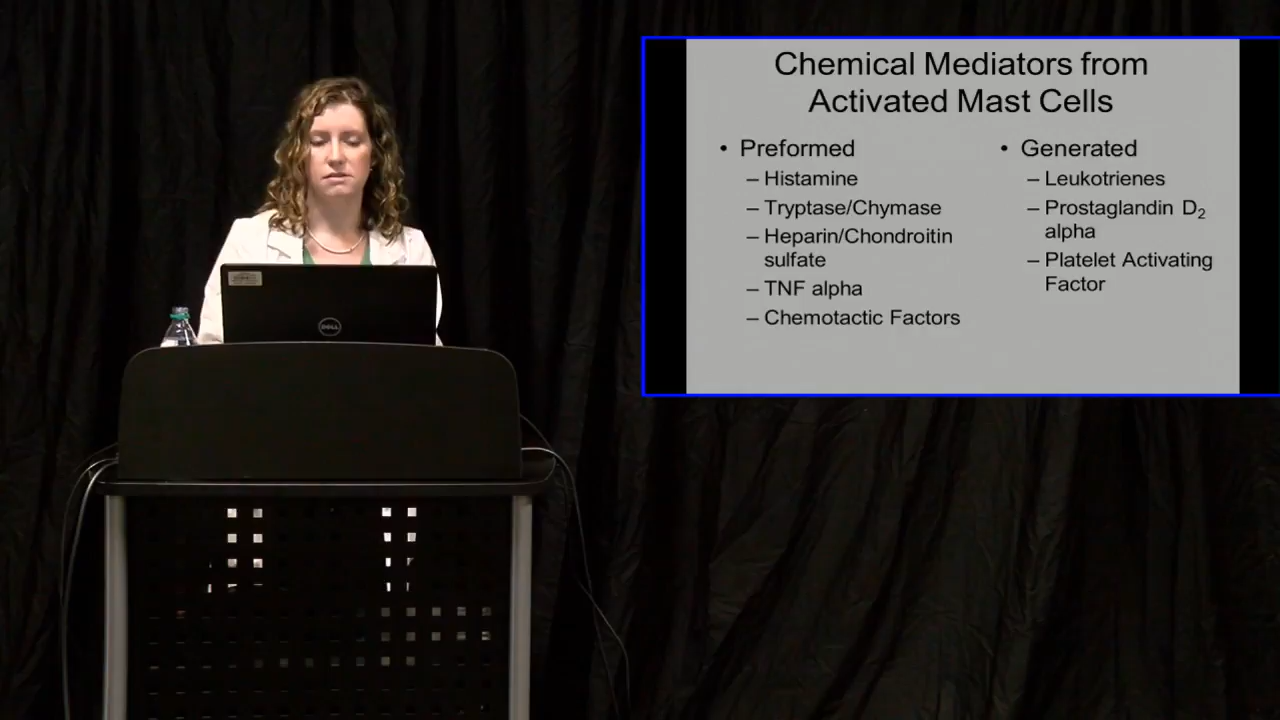 Chemical Mediators from
Activated Mast Cells
• Preformed
– Histamine
– Tryptase/Chymase
– Heparin/Chondroitin
sulfate
– TNF alpha
– Chemotactic Factors
• Generated
– Leukotrienes
– Prostaglandin D₂
alpha
– Platelet Activating
Factor
DELL